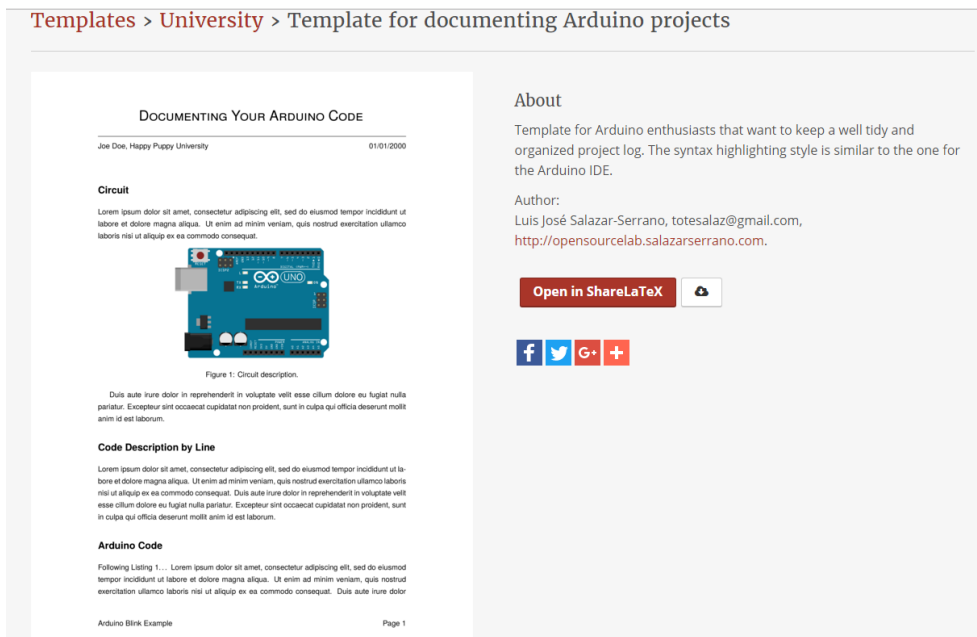 Templates > University > Template for documenting Arduino projects
DOCUMENTING YOUR ARDUINO CODE
Joe Doe, Happy Puppy University 01/01/2000
Circuit
Lorem ipsum dolor sit amet, consectetur adipiscing elit, sed do eiusmod tempor incididunt ut
labore et dolore magna aliqua. Ut enim ad minim veniam, quis nostrud exercitation ullamco
laboris nisi ut aliquip ex ea commodo consequat.
UNO
Arduino
Figure 1: Circuit description.
Duis aute irure dolor in reprehenderit in voluptate velit esse cillum dolore eu fugiat nulla
pariatur. Excepteur sint occaecat cupidatat non proident, sunt in culpa qui officia deserunt mollit
anim id est laborum.
Code Description by Line
Lorem ipsum dolor sit amet, consectetur adipiscing elit, sed do eiusmod tempor incididunt ut la-
bore et dolore magna aliqua. Ut enim ad minim veniam, quis nostrud exercitation ullamco laboris
nisi ut aliquip ex ea commodo consequat. Duis aute irure dolor in reprehenderit in voluptate velit
esse cillum dolore eu fugiat nulla pariatur. Excepteur sint occaecat cupidatat non proident, sunt
in culpa qui officia deserunt mollit anim id est laborum.
Arduino Code
Following Listing 1... Lorem ipsum dolor sit amet, consectetur adipiscing elit, sed do eiusmod
tempor incididunt ut labore et dolore magna aliqua. Ut enim ad minim veniam, quis nostrud
exercitation ullamco laboris nisi ut aliquip ex ea commodo consequat. Duis aute irure dolor
Arduino Blink Example Page 1
About
Template for Arduino enthusiasts that want to keep a well tidy and
organized project log. The syntax highlighting style is similar to the one for
the Arduino IDE.
Author:
Luis José Salazar-Serrano, totesalaz@gmail.com,
http://opensourcelab.salazarserrano.com.
Open in ShareLaTeX
f G+ +